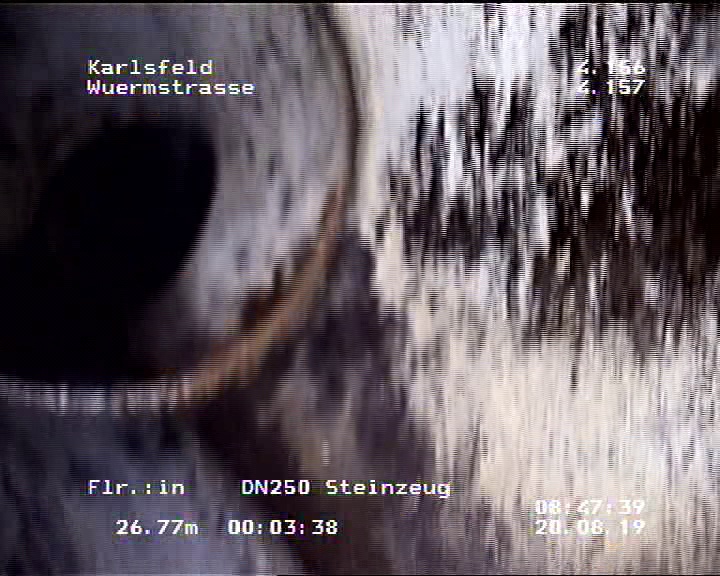 Karlsfeld
4.156
Wuermstrasse
4.157
Flr.:in DN250 Steinzeug
08:47:39
26.77m 00:03:38
20.08.19